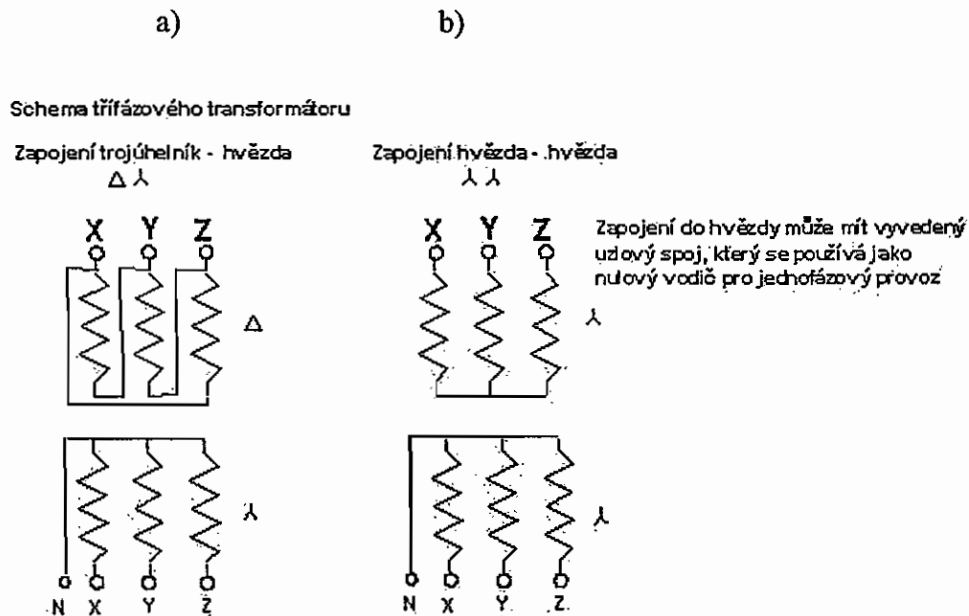 a) b)
Schema třífázového transformátoru
Zapojení trojúhelník - hvězda
Zapojení hvězda - hvězda
X Y Z
X Y Z
Zapojení do hvězdy může mít vyvedený
uzlový spoj, který se používá jako
nulový vodič pro jednofázový provoz
N X Y Z
N X Y Z